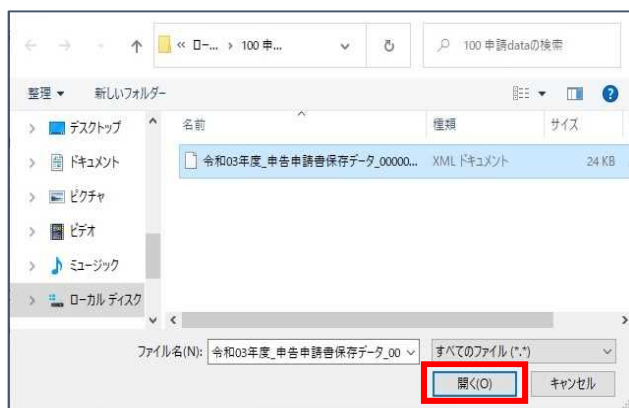 « ロー... › 100 申...
100 申請dataの検索
整理 新しいフォルダー
名前 種類 サイズ
デスクトップ
令和03年度_申告申請書保存データ_00000... XML ドキュメント 24 KB
ドキュメント
ピクチャ
ビデオ
ミュージック
ローカル ディスク
ファイル名(N): 令和03年度_申告申請書保存データ_00 すべてのファイル (*.*)
開く(O) キャンセル